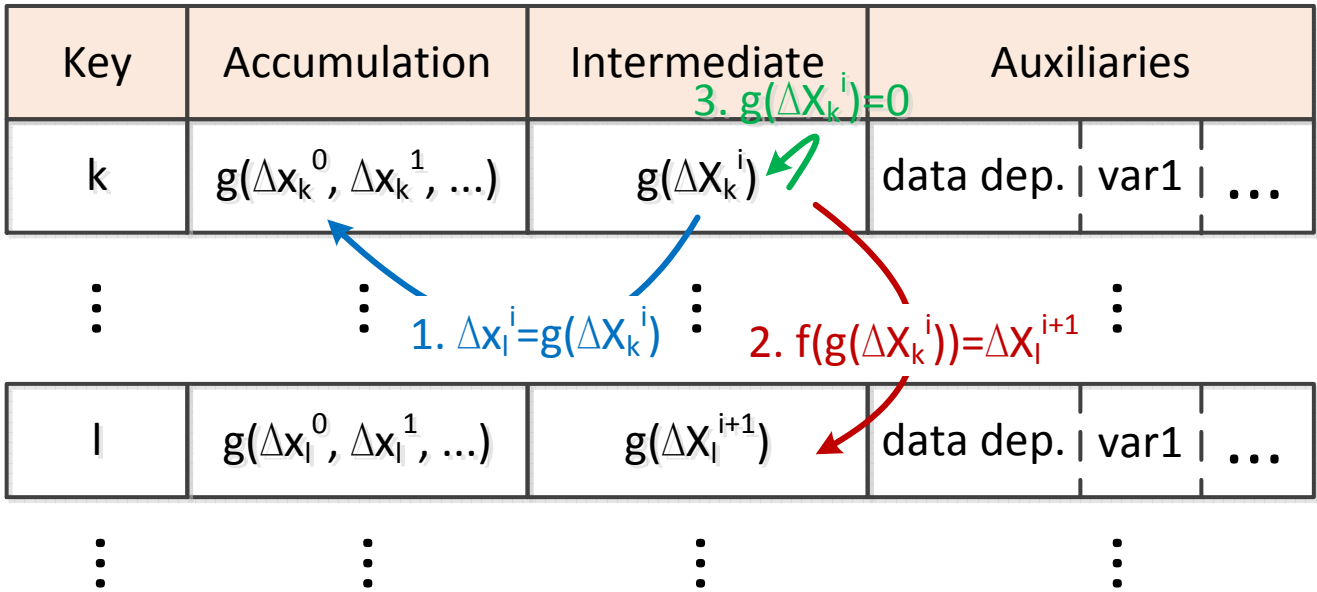 Key Accumulation Intermediate Auxiliaries
3. g(ΔX_k^i)=0
k g(Δx_k^0, Δx_k^1, ...) g(ΔX_k^i) data dep. var1 ...
⋮ ⋮ ⋮ ⋮
1. Δx_l^i=g(ΔX_k^i) 2. f(g(ΔX_k^i))=ΔX_l^{i+1}
l g(Δx_l^0, Δx_l^1, ...) g(ΔX_l^{i+1}) data dep. var1 ...
⋮ ⋮ ⋮ ⋮